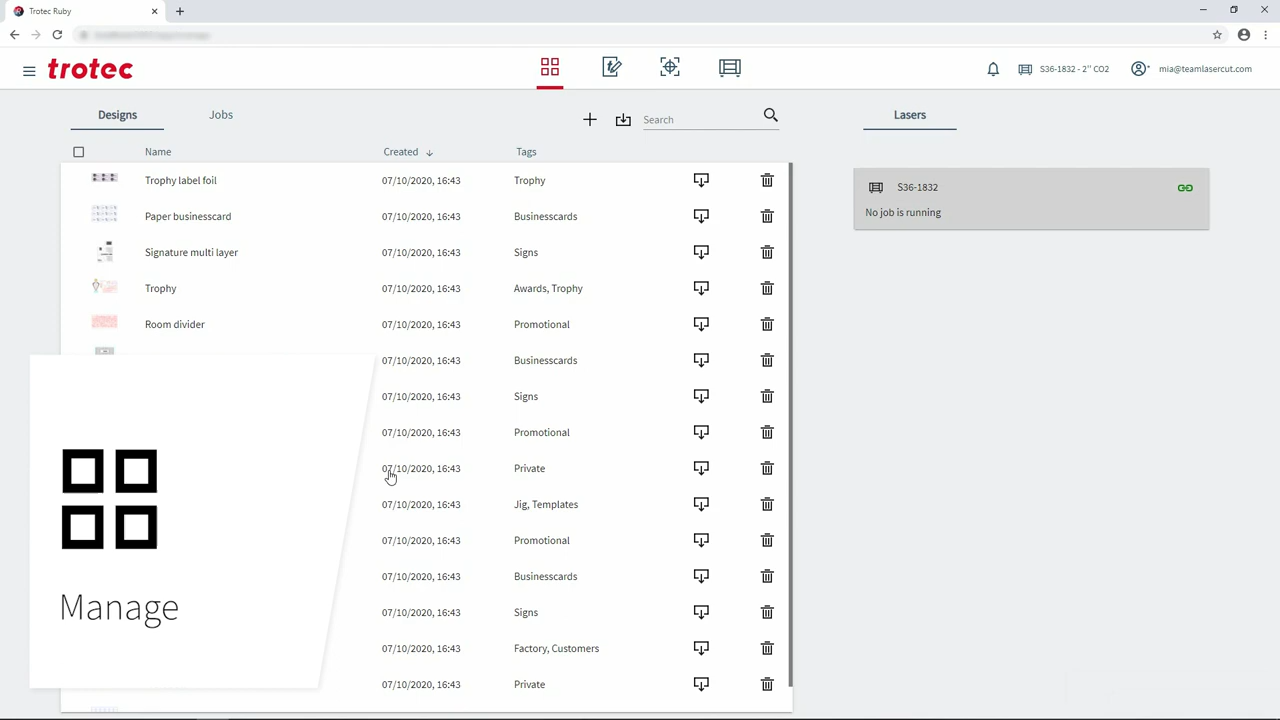 Trotec Ruby
trotec
S36-1832 - 2" CO2
mia@teamlasercut.com
Designs
Jobs
Search
Lasers
Name
Created
Tags
Trophy label foil
07/10/2020, 16:43
Trophy
Paper businesscard
07/10/2020, 16:43
Businesscards
Signature multi layer
07/10/2020, 16:43
Signs
Trophy
07/10/2020, 16:43
Awards, Trophy
Room divider
07/10/2020, 16:43
Promotional
07/10/2020, 16:43
Businesscards
07/10/2020, 16:43
Signs
07/10/2020, 16:43
Promotional
07/10/2020, 16:43
Private
07/10/2020, 16:43
Jig, Templates
07/10/2020, 16:43
Promotional
07/10/2020, 16:43
Businesscards
07/10/2020, 16:43
Signs
07/10/2020, 16:43
Factory, Customers
07/10/2020, 16:43
Private
S36-1832
No job is running
Manage